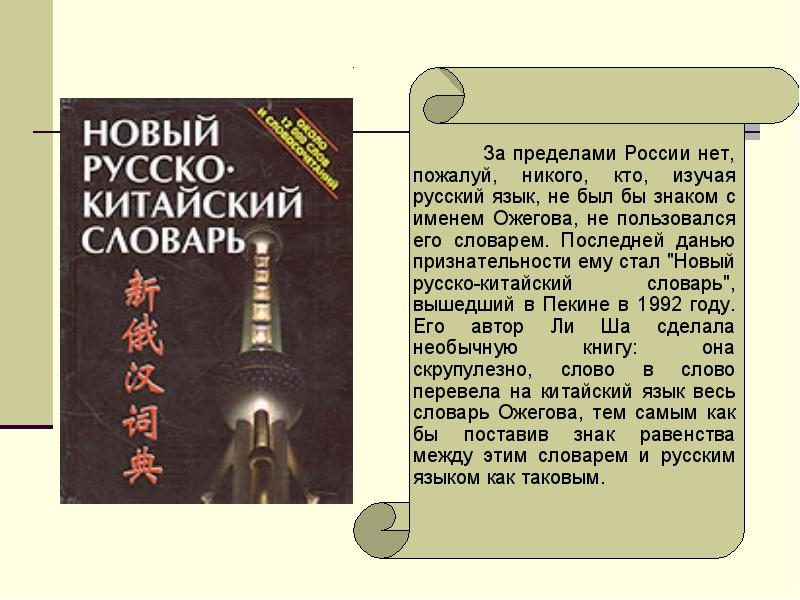 НОВЫЙ
РУССКО-
КИТАЙСКИЙ
СЛОВАРЬ
ОКОЛО
12 000 СЛОВ
И СЛОВОСОЧЕТАНИЙ
新俄汉词典
За пределами России нет,
пожалуй, никого, кто, изучая
русский язык, не был бы знаком с
именем Ожегова, не пользовался
его словарем. Последней данью
признательности ему стал "Новый
русско-китайский словарь",
вышедший в Пекине в 1992 году.
Его автор Ли Ша сделала
необычную книгу: она
скрупулезно, слово в слово
перевела на китайский язык весь
словарь Ожегова, тем самым как
бы поставив знак равенства
между этим словарем и русским
языком как таковым.